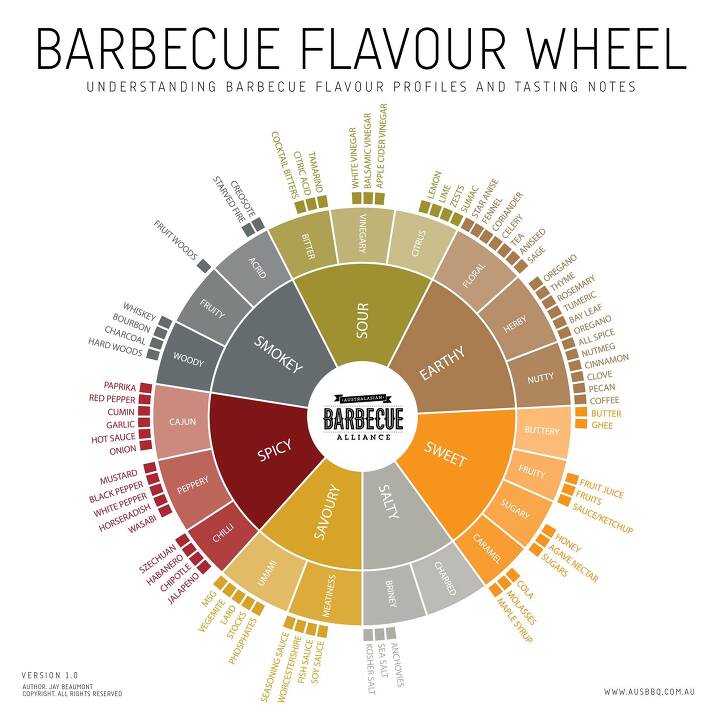 BARBECUE FLAVOUR WHEEL
UNDERSTANDING BARBECUE FLAVOUR PROFILES AND TASTING NOTES
AUSTRALASIAN
BARBECUE
ALLIANCE
SOUR
BITTER
COCKTAIL BITTERS
CITRIC ACID
TAMARIND
VINEGARY
WHITE VINEGAR
BALSAMIC VINEGAR
APPLE CIDER VINEGAR
CITRUS
LEMON
LIME
ZESTS
SUMAC
EARTHY
FLORAL
STAR ANISE
FENNEL
CORIANDER
CELERY
TEA
ANISEED
SAGE
HERBY
OREGANO
THYME
ROSEMARY
TUMERIC
BAY LEAF
OREGANO
ALL SPICE
NUTTY
NUTMEG
CINNAMON
CLOVE
PECAN
COFFEE
SWEET
BUTTERY
BUTTER
GHEE
FRUITY
FRUIT JUICE
FRUITS
SAUCE/KETCHUP
SUGARY
HONEY
AGAVE NECTAR
SUGARS
CARAMEL
COLA
MOLASSES
MAPLE SYRUP
SALTY
CHARRED
BRINEY
ANCHOVIES
SEA SALT
KOSHER SALT
SAVOURY
MEATINESS
SOY SAUCE
FISH SAUCE
WORCESTERSHIRE
SEASONING SAUCE
UMAMI
PHOSPHATES
STOCKS
LARD
VEGEMITE
MSG
SPICY
CHILLI
JALAPENO
CHIPOTLE
HABANERO
SZECHUAN
PEPPERY
WASABI
HORSERADISH
WHITE PEPPER
BLACK PEPPER
MUSTARD
CAJUN
ONION
HOT SAUCE
GARLIC
CUMIN
RED PEPPER
PAPRIKA
SMOKEY
WOODY
HARD WOODS
CHARCOAL
BOURBON
WHISKEY
FRUITY
FRUIT WOODS
ACRID
STARVED FIRE
CREOSOTE
VERSION 1.0
AUTHOR. JAY BEAUMONT
COPYRIGHT. ALL RIGHTS RESERVED
WWW.AUSBBQ.COM.AU